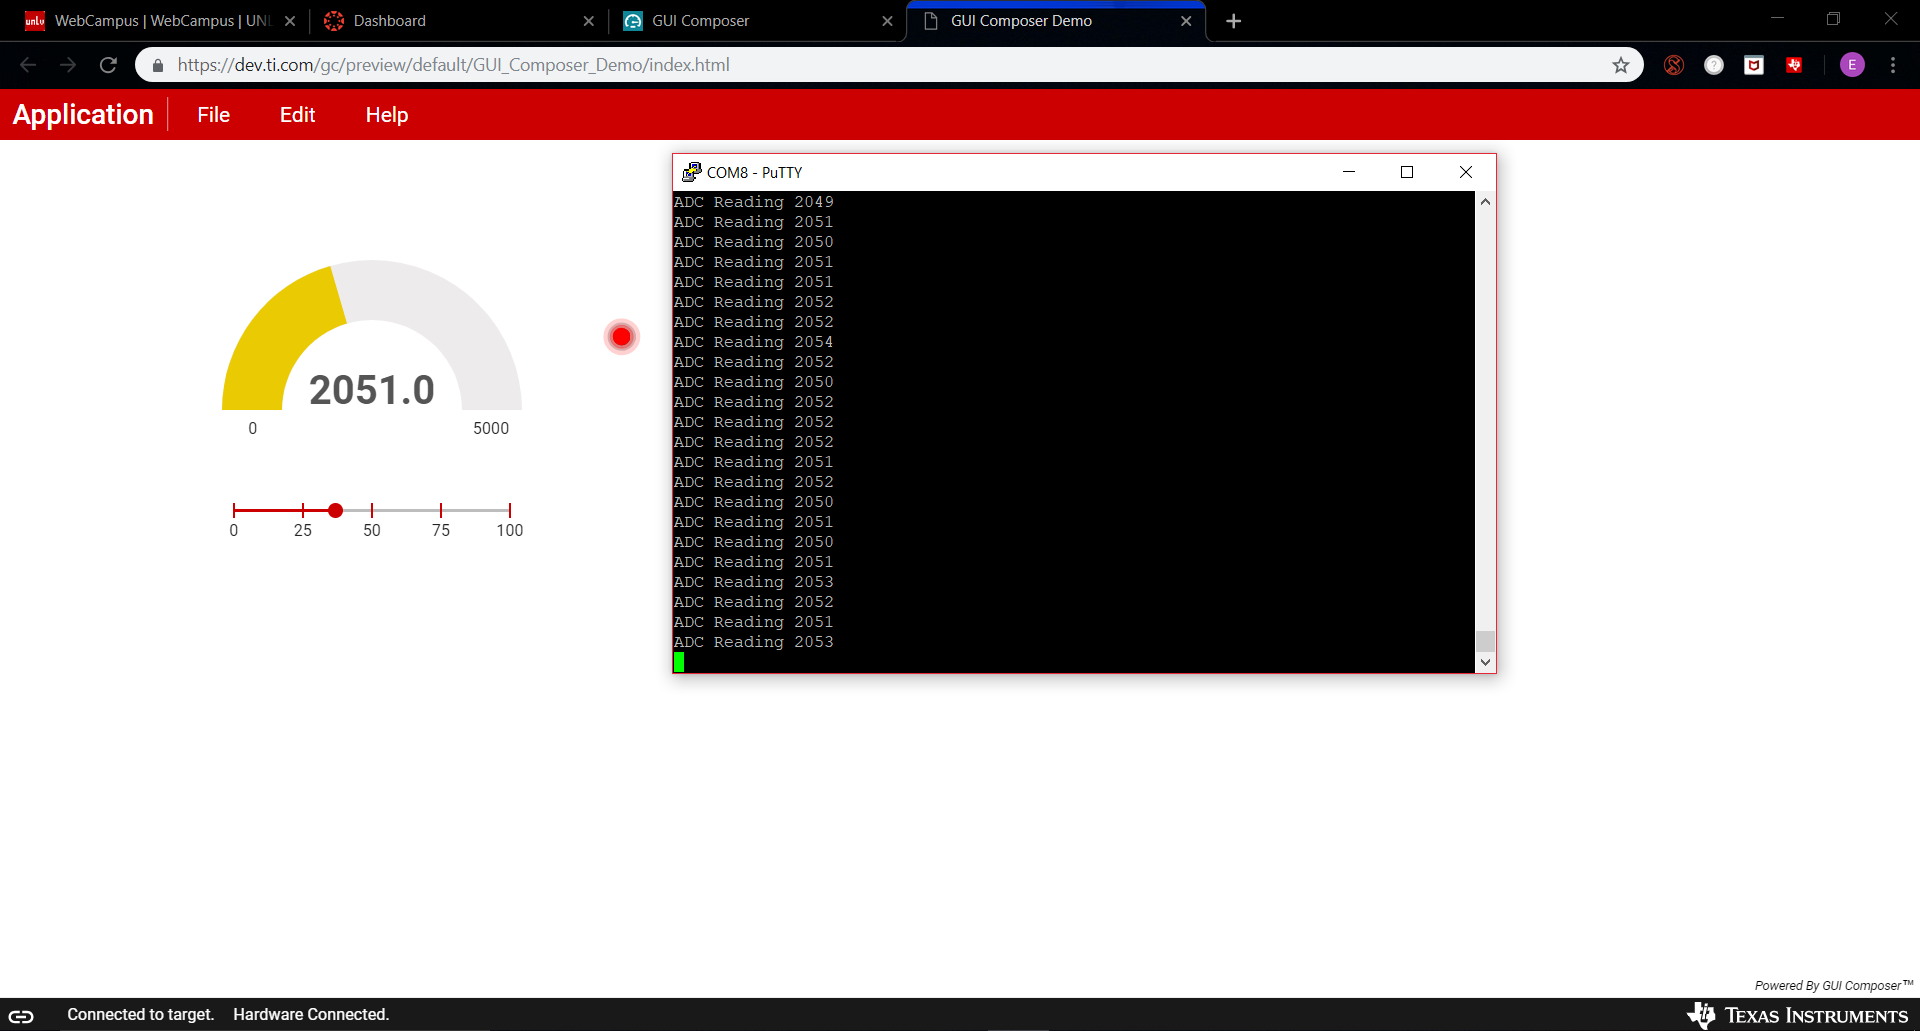 WebCampus | WebCampus | UN
Dashboard
GUI Composer
GUI Composer Demo
https://dev.ti.com/gc/preview/default/GUI_Composer_Demo/index.html
E
Application
File
Edit
Help
COM8 - PuTTY
ADC Reading 2049
ADC Reading 2051
ADC Reading 2050
ADC Reading 2051
ADC Reading 2051
ADC Reading 2052
ADC Reading 2052
ADC Reading 2054
ADC Reading 2052
ADC Reading 2050
ADC Reading 2052
ADC Reading 2052
ADC Reading 2052
ADC Reading 2051
ADC Reading 2052
ADC Reading 2050
ADC Reading 2051
ADC Reading 2050
ADC Reading 2051
ADC Reading 2053
ADC Reading 2052
ADC Reading 2051
ADC Reading 2053
2051.0
0 5000
0 25 50 75 100
Powered By GUI Composer™
Connected to target. Hardware Connected.
TEXAS INSTRUMENTS